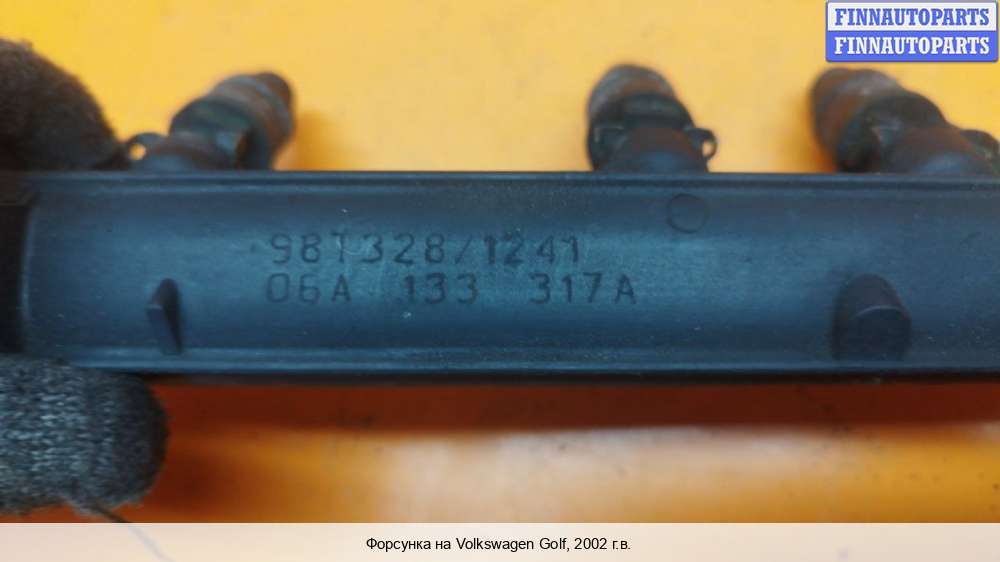 FINNAUTOPARTS
FINNAUTOPARTS
98T328/1241
06A 133 317A
Форсунка на Volkswagen Golf, 2002 г.в.